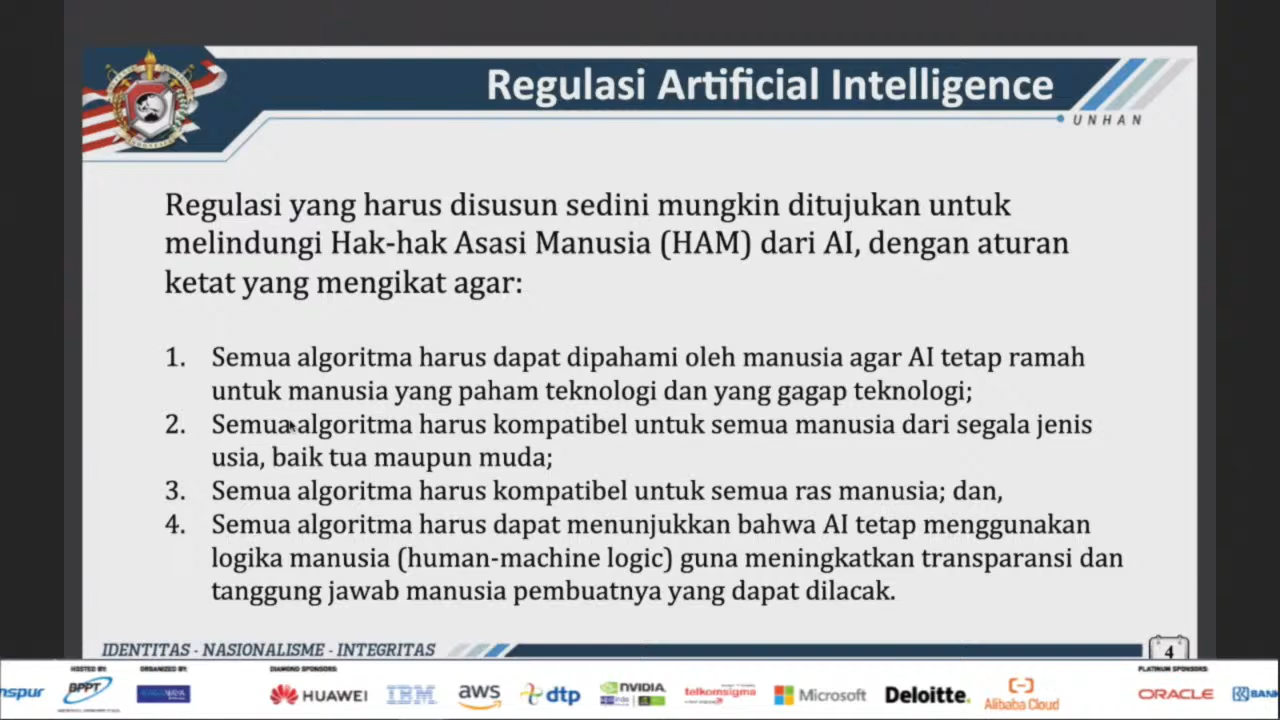 Regulasi Artificial Intelligence
UNHAN
Regulasi yang harus disusun sedini mungkin ditujukan untuk
melindungi Hak-hak Asasi Manusia (HAM) dari AI, dengan aturan
ketat yang mengikat agar:
1. Semua algoritma harus dapat dipahami oleh manusia agar AI tetap ramah
untuk manusia yang paham teknologi dan yang gagap teknologi;
2. Semua algoritma harus kompatibel untuk semua manusia dari segala jenis
usia, baik tua maupun muda;
3. Semua algoritma harus kompatibel untuk semua ras manusia; dan,
4. Semua algoritma harus dapat menunjukkan bahwa AI tetap menggunakan
logika manusia (human-machine logic) guna meningkatkan transparansi dan
tanggung jawab manusia pembuatnya yang dapat dilacak.
IDENTITAS - NASIONALISME - INTEGRITAS
4
HOSTED BY: ORGANIZED BY: DIAMOND SPONSORS: PLATINUM SPONSORS:
nspur BPPT HUAWEI IBM aws dtp NVIDIA telkomsigma Microsoft Deloitte. Alibaba Cloud ORACLE BANK